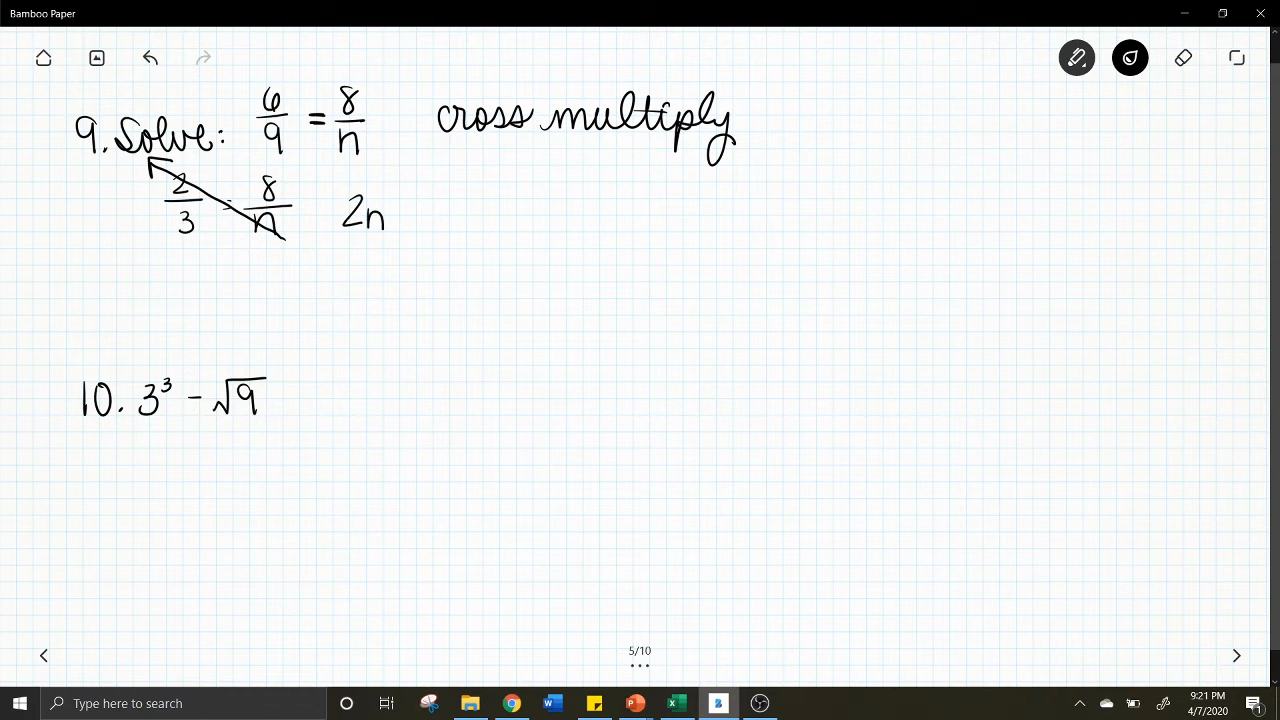 Bamboo Paper
9. Solve: 6/9 = 8/n cross multiply
2/3 = 8/n 2n
10. 3³ - √9
5/10
Type here to search
9:21 PM
4/7/2020